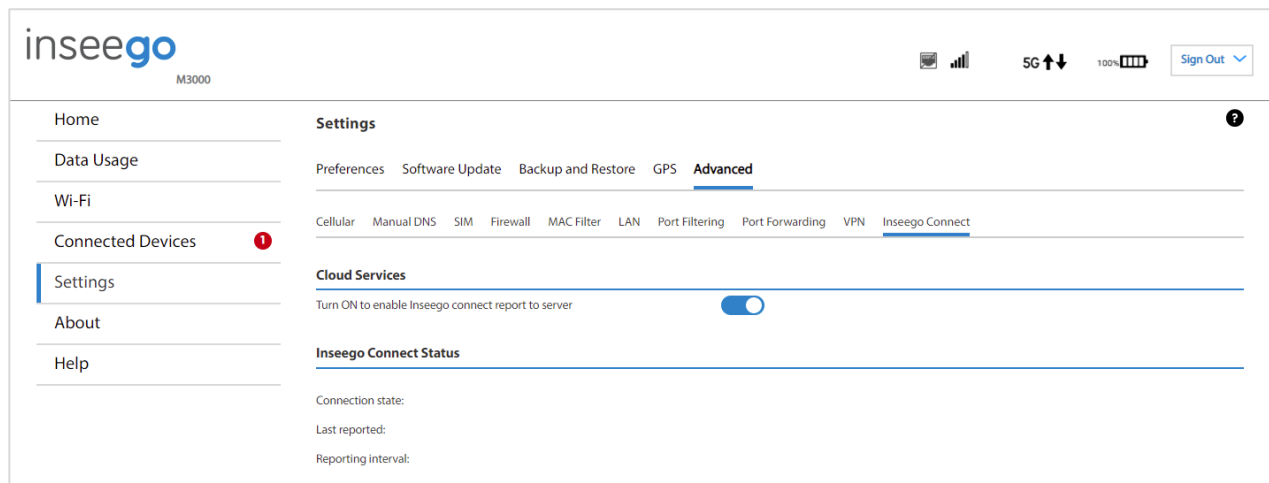 inseego
M3000
5G
100%
Sign Out
Home
Data Usage
Wi-Fi
Connected Devices 1
Settings
About
Help
Settings
?
Preferences Software Update Backup and Restore GPS Advanced
Cellular Manual DNS SIM Firewall MAC Filter LAN Port Filtering Port Forwarding VPN Inseego Connect
Cloud Services
Turn ON to enable Inseego connect report to server
Inseego Connect Status
Connection state:
Last reported:
Reporting interval: